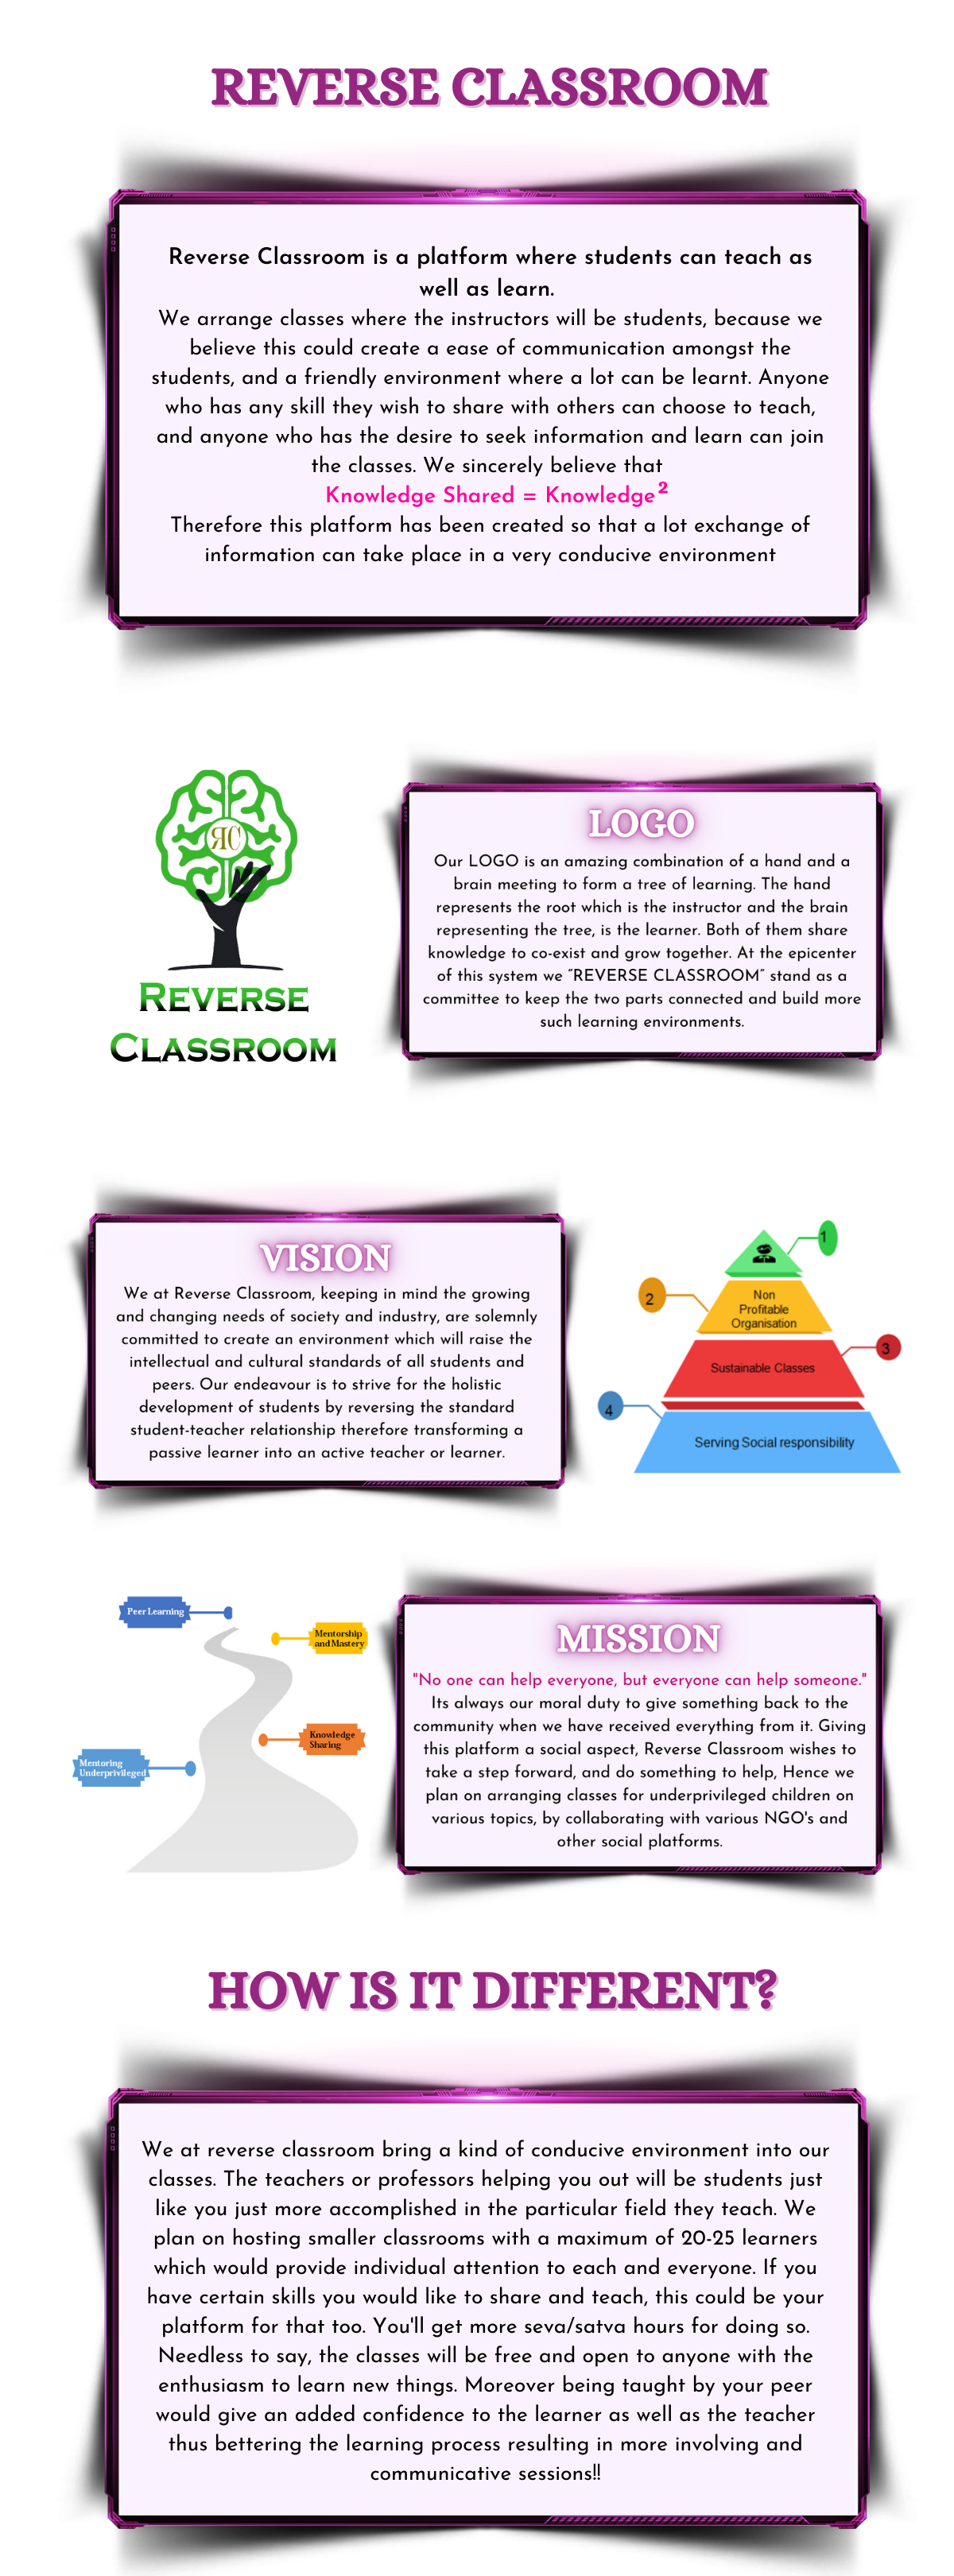 REVERSE CLASSROOM
Reverse Classroom is a platform where students can teach as
well as learn.
We arrange classes where the instructors will be students, because we
believe this could create a ease of communication amongst the
students, and a friendly environment where a lot can be learnt. Anyone
who has any skill they wish to share with others can choose to teach,
and anyone who has the desire to seek information and learn can join
the classes. We sincerely believe that
Knowledge Shared = Knowledge²
Therefore this platform has been created so that a lot exchange of
information can take place in a very conducive environment
ЯC
REVERSE
CLASSROOM
LOGO
Our LOGO is an amazing combination of a hand and a
brain meeting to form a tree of learning. The hand
represents the root which is the instructor and the brain
representing the tree, is the learner. Both of them share
knowledge to co-exist and grow together. At the epicenter
of this system we "REVERSE CLASSROOM" stand as a
committee to keep the two parts connected and build more
such learning environments.
VISION
We at Reverse Classroom, keeping in mind the growing
and changing needs of society and industry, are solemnly
committed to create an environment which will raise the
intellectual and cultural standards of all students and
peers. Our endeavour is to strive for the holistic
development of students by reversing the standard
student-teacher relationship therefore transforming a
passive learner into an active teacher or learner.
1
2
Non
Profitable
Organisation
3
Sustainable Classes
4
Serving Social responsibility
Peer Learning
Mentorship
and Mastery
Knowledge
Sharing
Mentoring
Underprivileged
MISSION
"No one can help everyone, but everyone can help someone."
Its always our moral duty to give something back to the
community when we have received everything from it. Giving
this platform a social aspect, Reverse Classroom wishes to
take a step forward, and do something to help, Hence we
plan on arranging classes for underprivileged children on
various topics, by collaborating with various NGO's and
other social platforms.
HOW IS IT DIFFERENT?
We at reverse classroom bring a kind of conducive environment into our
classes. The teachers or professors helping you out will be students just
like you just more accomplished in the particular field they teach. We
plan on hosting smaller classrooms with a maximum of 20-25 learners
which would provide individual attention to each and everyone. If you
have certain skills you would like to share and teach, this could be your
platform for that too. You'll get more seva/satva hours for doing so.
Needless to say, the classes will be free and open to anyone with the
enthusiasm to learn new things. Moreover being taught by your peer
would give an added confidence to the learner as well as the teacher
thus bettering the learning process resulting in more involving and
communicative sessions!!